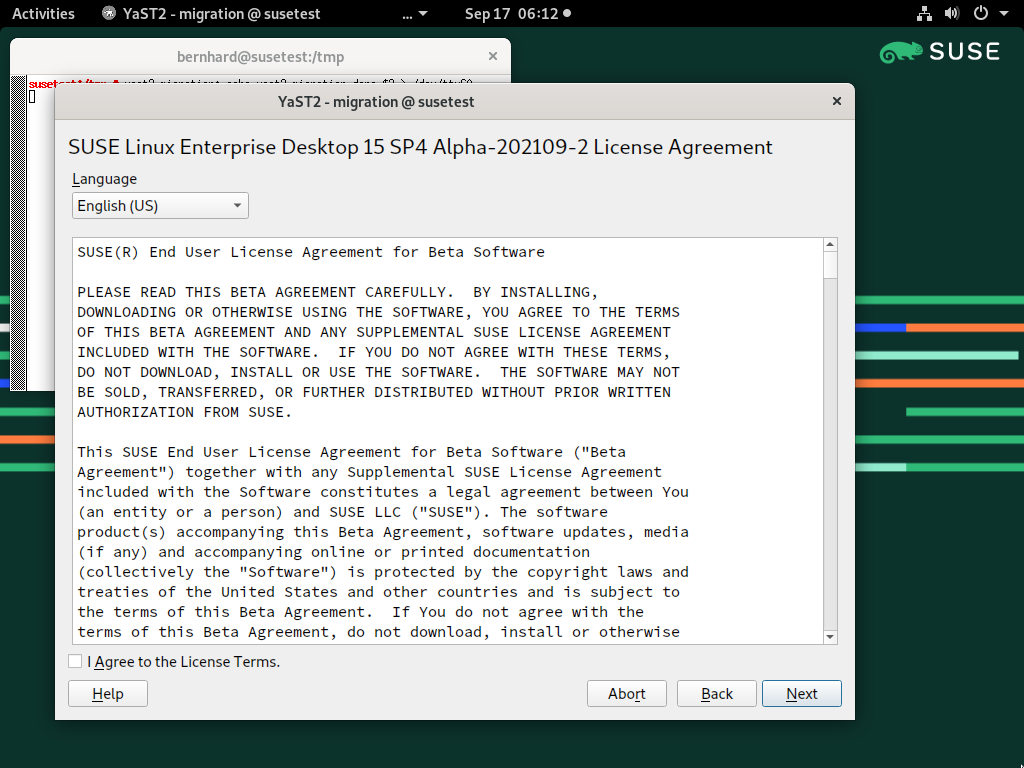 Activities
YaST2 - migration @ susetest
...
Sep 17 06:12
SUSE
bernhard@susetest:/tmp
YaST2 - migration @ susetest
SUSE Linux Enterprise Desktop 15 SP4 Alpha-202109-2 License Agreement
Language
English (US)
SUSE(R) End User License Agreement for Beta Software
PLEASE READ THIS BETA AGREEMENT CAREFULLY.  BY INSTALLING,
DOWNLOADING OR OTHERWISE USING THE SOFTWARE, YOU AGREE TO THE TERMS
OF THIS BETA AGREEMENT AND ANY SUPPLEMENTAL SUSE LICENSE AGREEMENT
INCLUDED WITH THE SOFTWARE.  IF YOU DO NOT AGREE WITH THESE TERMS,
DO NOT DOWNLOAD, INSTALL OR USE THE SOFTWARE.  THE SOFTWARE MAY NOT
BE SOLD, TRANSFERRED, OR FURTHER DISTRIBUTED WITHOUT PRIOR WRITTEN
AUTHORIZATION FROM SUSE.
This SUSE End User License Agreement for Beta Software ("Beta
Agreement") together with any Supplemental SUSE License Agreement
included with the Software constitutes a legal agreement between You
(an entity or a person) and SUSE LLC ("SUSE"). The software
product(s) accompanying this Beta Agreement, software updates, media
(if any) and accompanying online or printed documentation
(collectively the "Software") is protected by the copyright laws and
treaties of the United States and other countries and is subject to
the terms of this Beta Agreement.  If You do not agree with the
terms of this Beta Agreement, do not download, install or otherwise
I Agree to the License Terms.
Help
Abort
Back
Next